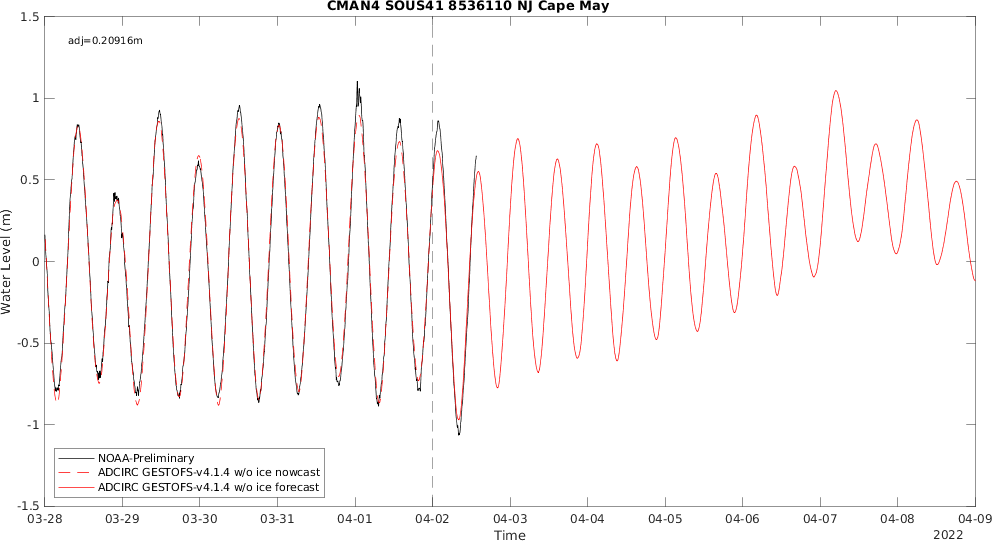 CMAN4 SOUS41 8536110 NJ Cape May
adj=0.20916m
1.5
1
0.5
0
-0.5
-1
-1.5
Water Level (m)
NOAA-Preliminary
ADCIRC GESTOFS-v4.1.4 w/o ice nowcast
ADCIRC GESTOFS-v4.1.4 w/o ice forecast
03-28 03-29 03-30 03-31 04-01 04-02 04-03 04-04 04-05 04-06 04-07 04-08 04-09
Time
2022